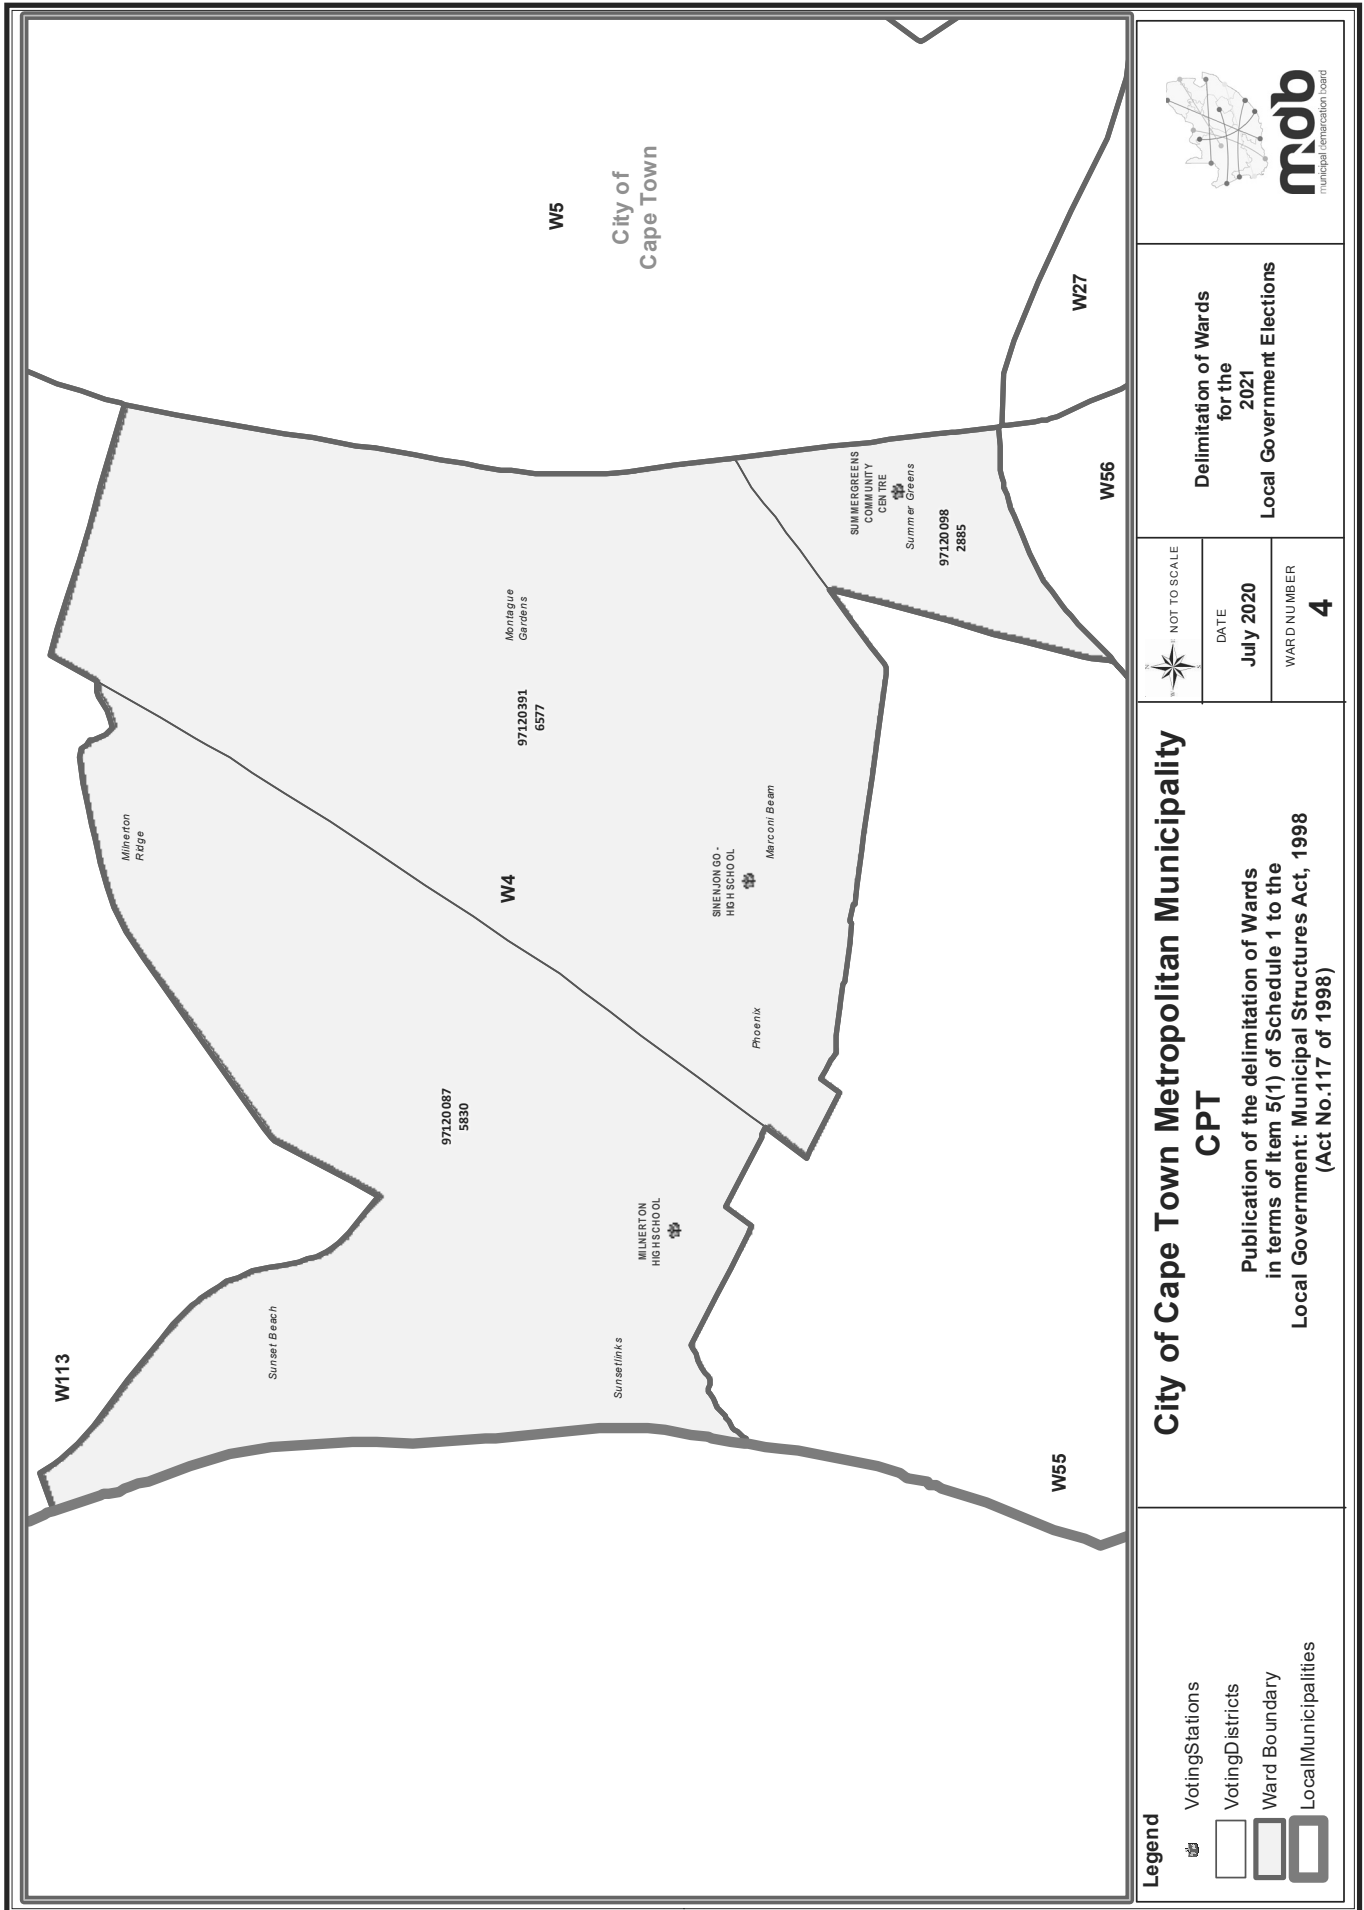 W113
W5
City of
Cape Town
Milnerton
Ridge
Sunset Beach
97120087
5830
W4
97120391
6577
Montague
Gardens
Sunsetlinks
MILNERTON
HIGH SCHOOL
SINENJONGO -
HIGH SCHOOL
Phoenix
Marconi Beam
SUMMERGREENS
COMMUNITY
CENTRE
Summer Greens
97120098
2885
W55
W27
W56
Legend
VotingStations
VotingDistricts
Ward Boundary
LocalMunicipalities
City of Cape Town Metropolitan Municipality
CPT
Publication of the delimitation of Wards
in terms of Item 5(1) of Schedule 1 to the
Local Government: Municipal Structures Act, 1998
(Act No.117 of 1998)
N
W
E
S
NOT TO SCALE
DATE
July 2020
WARD NUMBER
4
Delimitation of Wards
for the
2021
Local Government Elections
mdb
municipal demarcation board